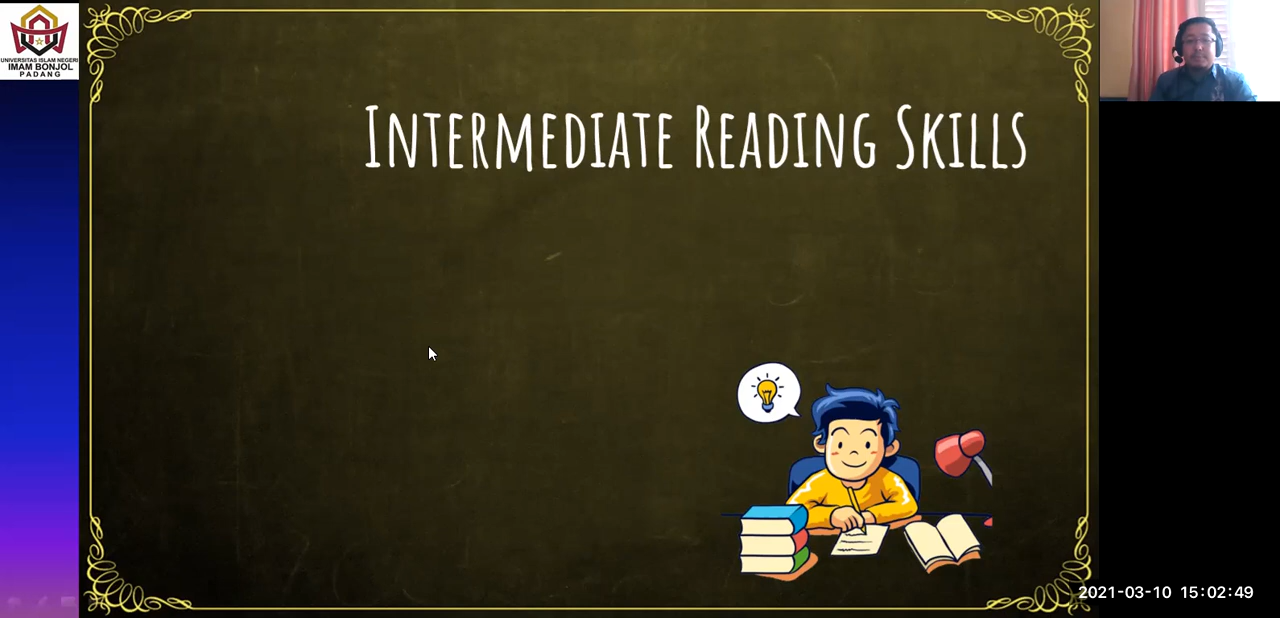 UNIVERSITAS ISLAM NEGERI
IMAM BONJOL
PADANG
INTERMEDIATE READING SKILLS
2021-03-10 15:02:49